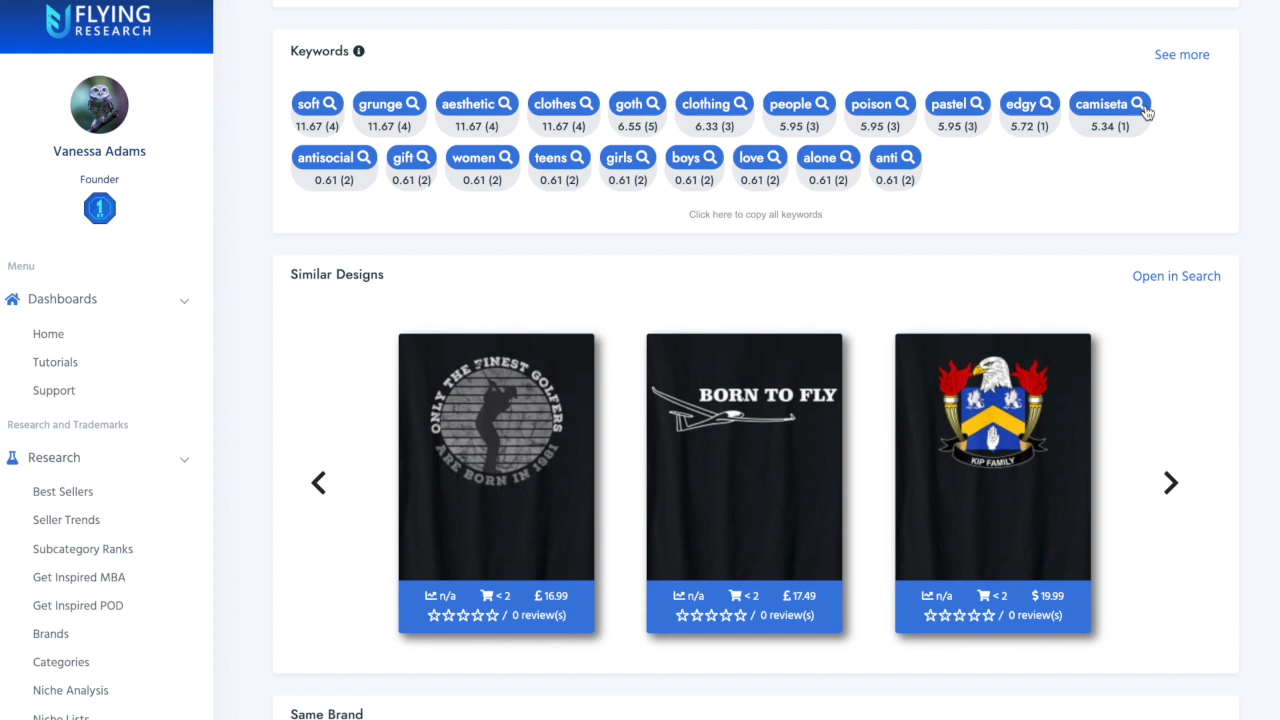 FLYING
RESEARCH
Vanessa Adams
Founder
1
Menu
Dashboards
Home
Tutorials
Support
Research and Trademarks
Research
Best Sellers
Seller Trends
Subcategory Ranks
Get Inspired MBA
Get Inspired POD
Brands
Categories
Niche Analysis
Niche Lists
Keywords
See more
soft grunge aesthetic clothes goth clothing people poison pastel edgy camiseta
11.67 (4) 11.67 (4) 11.67 (4) 11.67 (4) 6.55 (5) 6.33 (3) 5.95 (3) 5.95 (3) 5.95 (3) 5.72 (1) 5.34 (1)
antisocial gift women teens girls boys love alone anti
0.61 (2) 0.61 (2) 0.61 (2) 0.61 (2) 0.61 (2) 0.61 (2) 0.61 (2) 0.61 (2) 0.61 (2)
Click here to copy all keywords
Similar Designs
Open in Search
ONLY THE FINEST GOLFERS
ARE BORN IN 1981
BORN TO FLY
KIP FAMILY
n/a < 2 £ 16.99
/ 0 review(s)
n/a < 2 £ 17.49
/ 0 review(s)
n/a < 2 $ 19.99
/ 0 review(s)
Same Brand